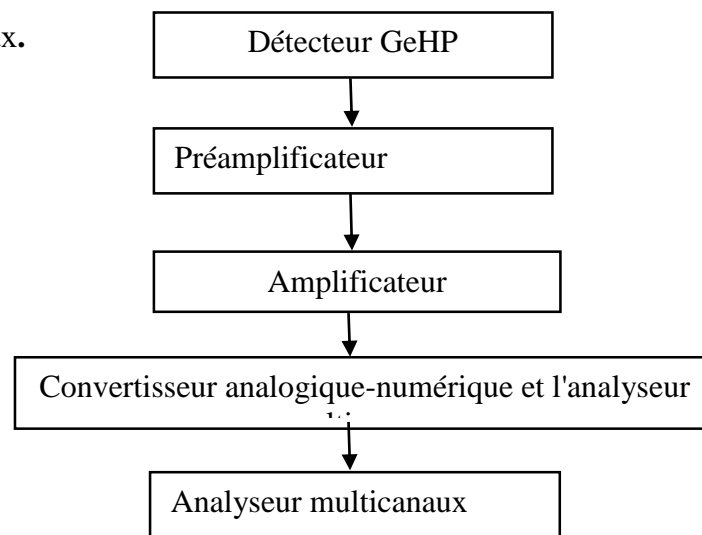 x.
Détecteur GeHP
Préamplificateur
Amplificateur
Convertisseur analogique-numérique et l'analyseur
Analyseur multicanaux